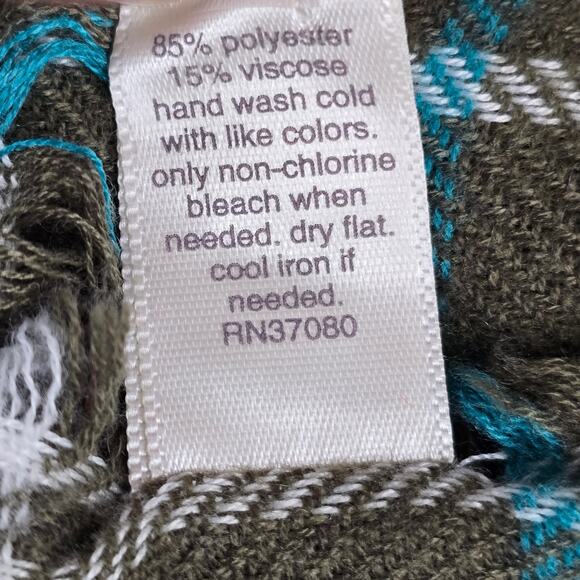 85% polyester
15% viscose
hand wash cold
with like colors.
only non-chlorine
bleach when
needed. dry flat.
cool iron if
needed.
RN37080